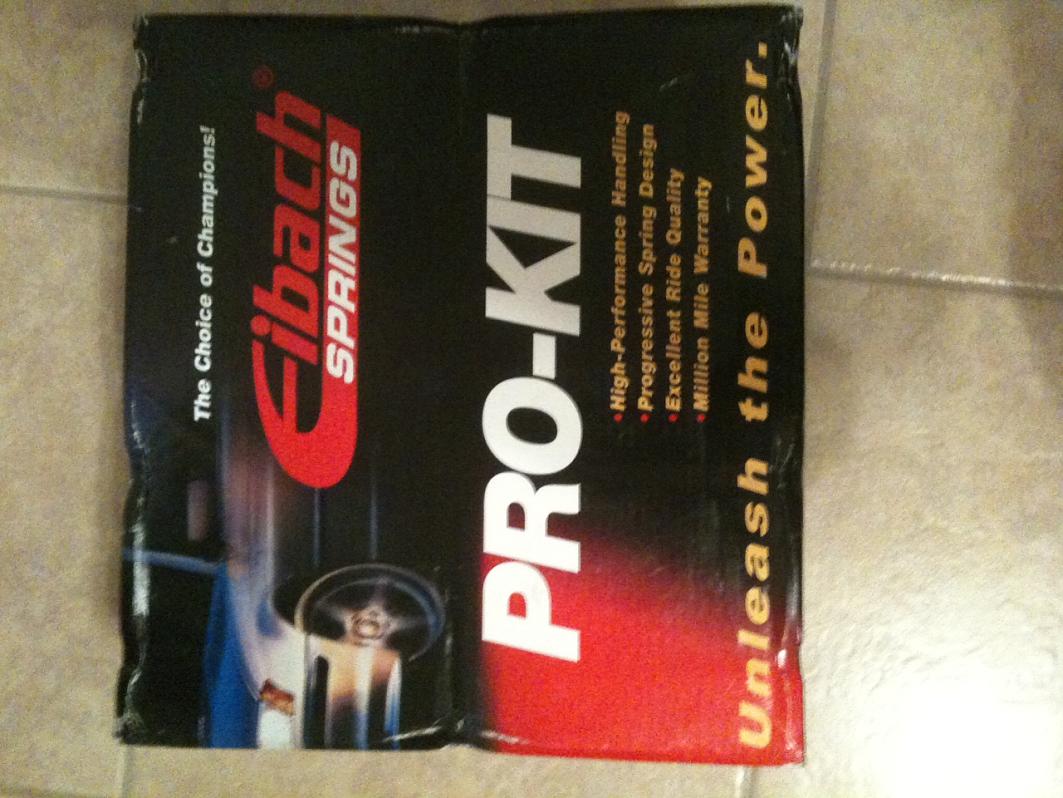 The Choice of Champions!
Eibach®
SPRINGS
PRO-KIT
•High-Performance Handling
•Progressive Spring Design
•Excellent Ride Quality
•Million Mile Warranty
Unleash the Power.